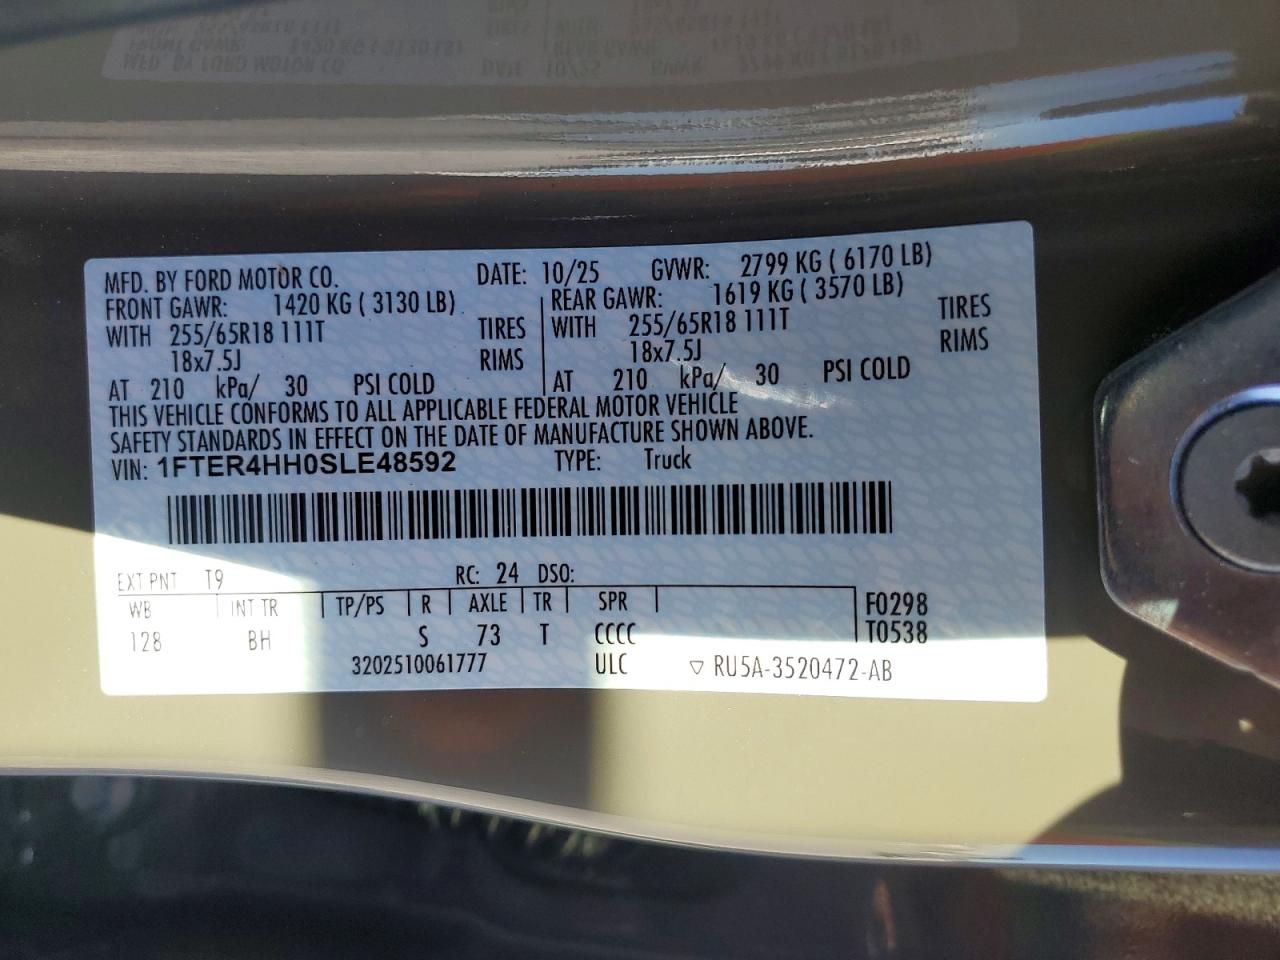 MFD. BY FORD MOTOR CO. DATE: 10/25 GVWR: 2799 KG ( 6170 LB)
FRONT GAWR: 1420 KG ( 3130 LB) REAR GAWR: 1619 KG ( 3570 LB)
WITH 255/65R18 111T TIRES WITH 255/65R18 111T TIRES
18x7.5J RIMS 18x7.5J RIMS
AT 210 kPa/ 30 PSI COLD AT 210 kPa/ 30 PSI COLD
THIS VEHICLE CONFORMS TO ALL APPLICABLE FEDERAL MOTOR VEHICLE
SAFETY STANDARDS IN EFFECT ON THE DATE OF MANUFACTURE SHOWN ABOVE.
VIN: 1FTER4HH0SLE48592 TYPE: Truck
EXT PNT T9 RC: 24 DSO:
WB INT TR TP/PS R AXLE TR SPR F0298
128 BH S 73 T CCCC T0538
3202510061777 ULC ▽ RU5A-3520472-AB